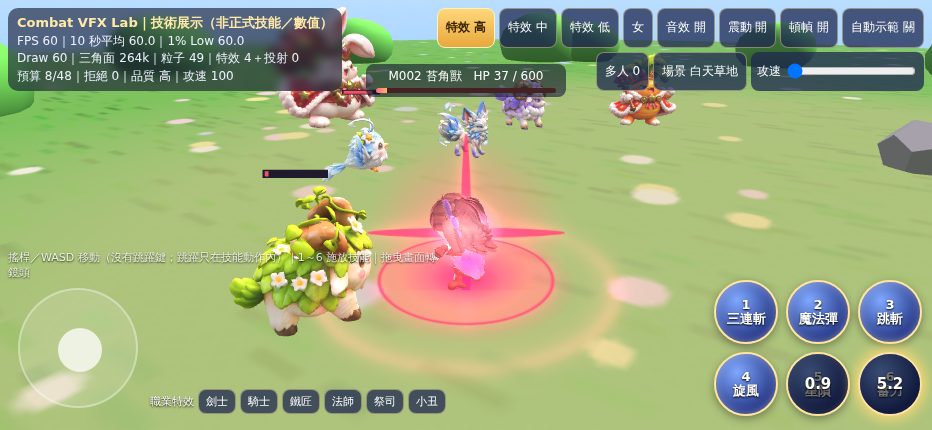 Combat VFX Lab｜技術展示（非正式技能／數值）
FPS 60｜10 秒平均 60.0｜1% Low 60.0
Draw 60｜三角面 264k｜粒子 49｜特效 4＋投射 0
預算 8/48｜拒絕 0｜品質 高｜攻速 100
特效 高
特效 中
特效 低
女
音效 開
震動 開
頓幀 開
自動示範 關
多人 0
場景 白天草地
攻速
M002 苔角獸 HP 37 / 600
搖桿／WASD 移動（沒有跳躍鍵；跳躍只在技能動作內）｜1～6 施放技能｜拖曳畫面轉
鏡頭
1
三連斬
2
魔法彈
3
跳斬
4
旋風
0.9
5.2
職業特效
劍士
騎士
鐵匠
法師
祭司
小丑